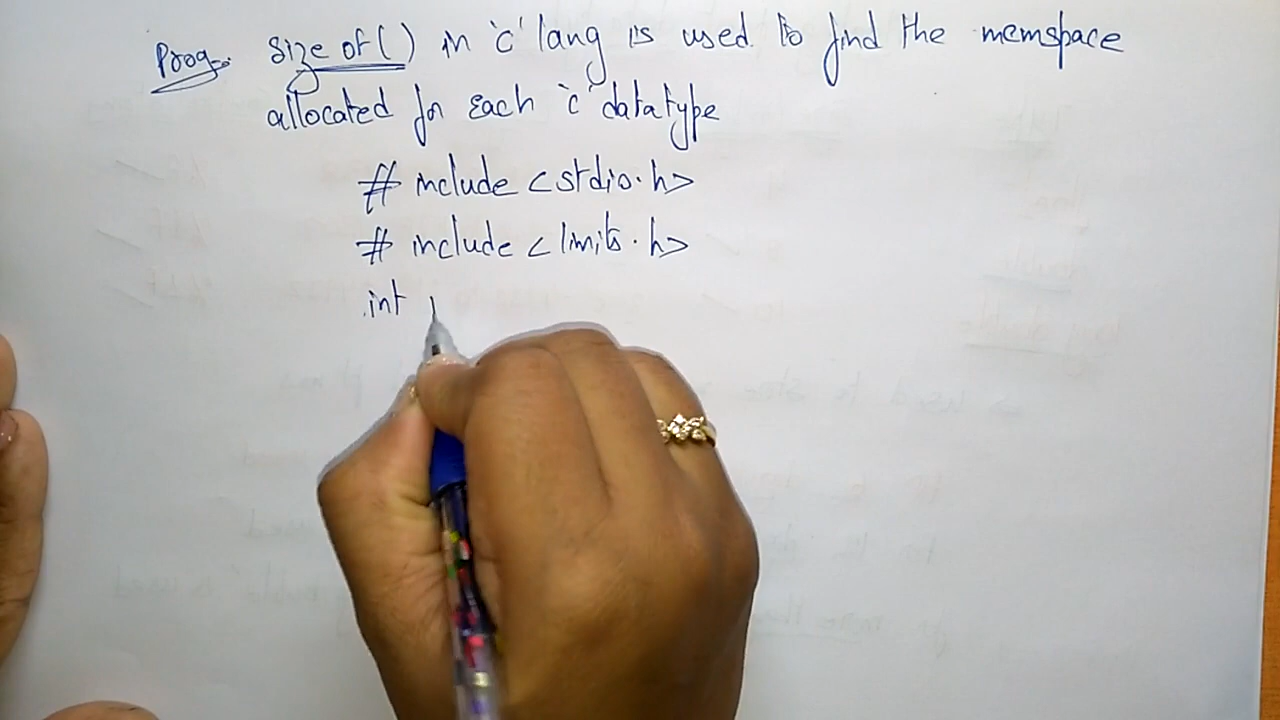 Prog. Size of() in 'c' lang is used to find the memspace
allocated for each 'c' datatype
# include <stdio.h>
# include <limits.h>
int